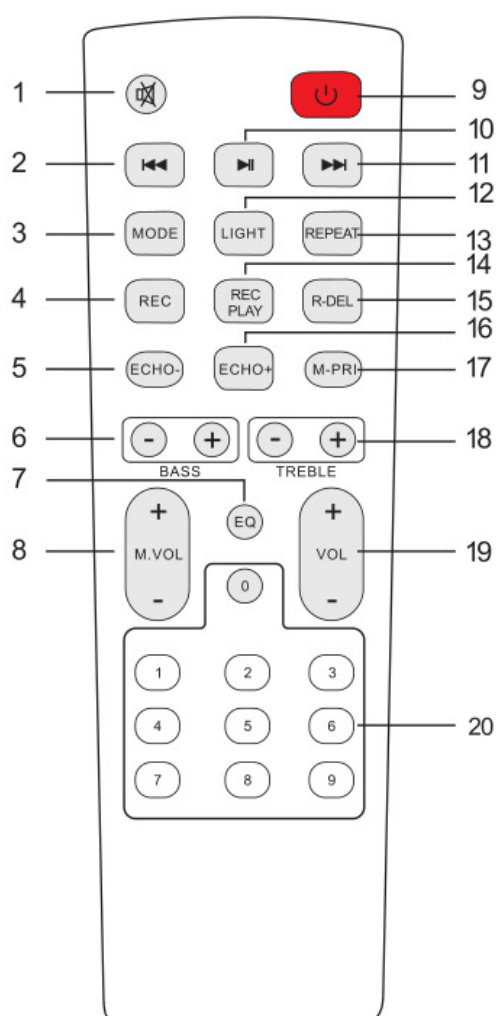 1 9
10
2 11
12
3 MODE LIGHT REPEAT 13
14
4 REC REC PLAY R-DEL 15
16
5 ECHO- ECHO+ M-PRI 17
6 - + - + 18
BASS TREBLE
7 EQ
+ +
8 M.VOL VOL 19
- -
0
1 2 3
4 5 6 20
7 8 9